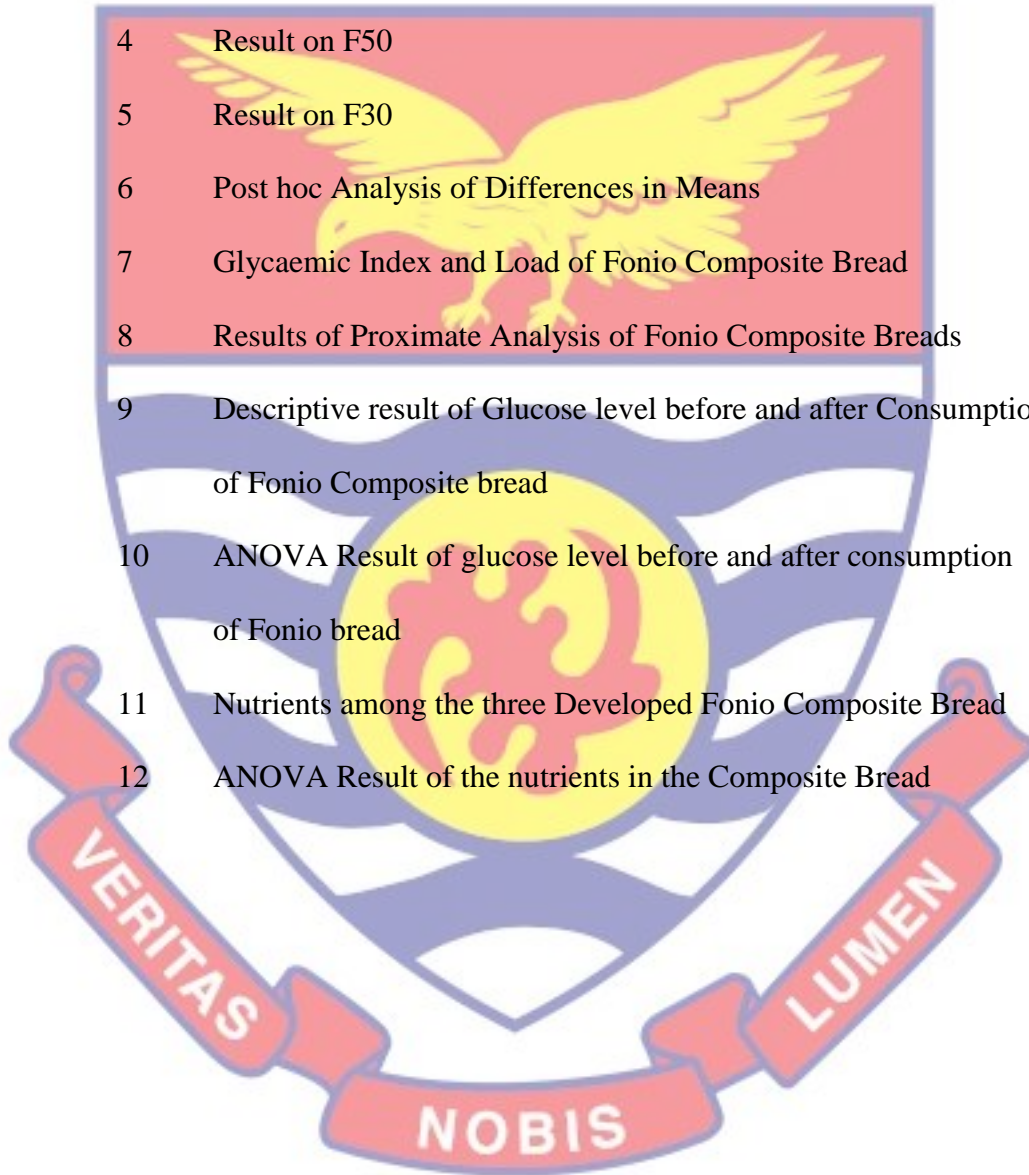 4 Result on F50
5 Result on F30
6 Post hoc Analysis of Differences in Means
7 Glycaemic Index and Load of Fonio Composite Bread
8 Results of Proximate Analysis of Fonio Composite Breads
9 Descriptive result of Glucose level before and after Consumptio
of Fonio Composite bread
10 ANOVA Result of glucose level before and after consumption
of Fonio bread
11 Nutrients among the three Developed Fonio Composite Bread
12 ANOVA Result of the nutrients in the Composite Bread
VERITAS
NOBIS
LUMEN